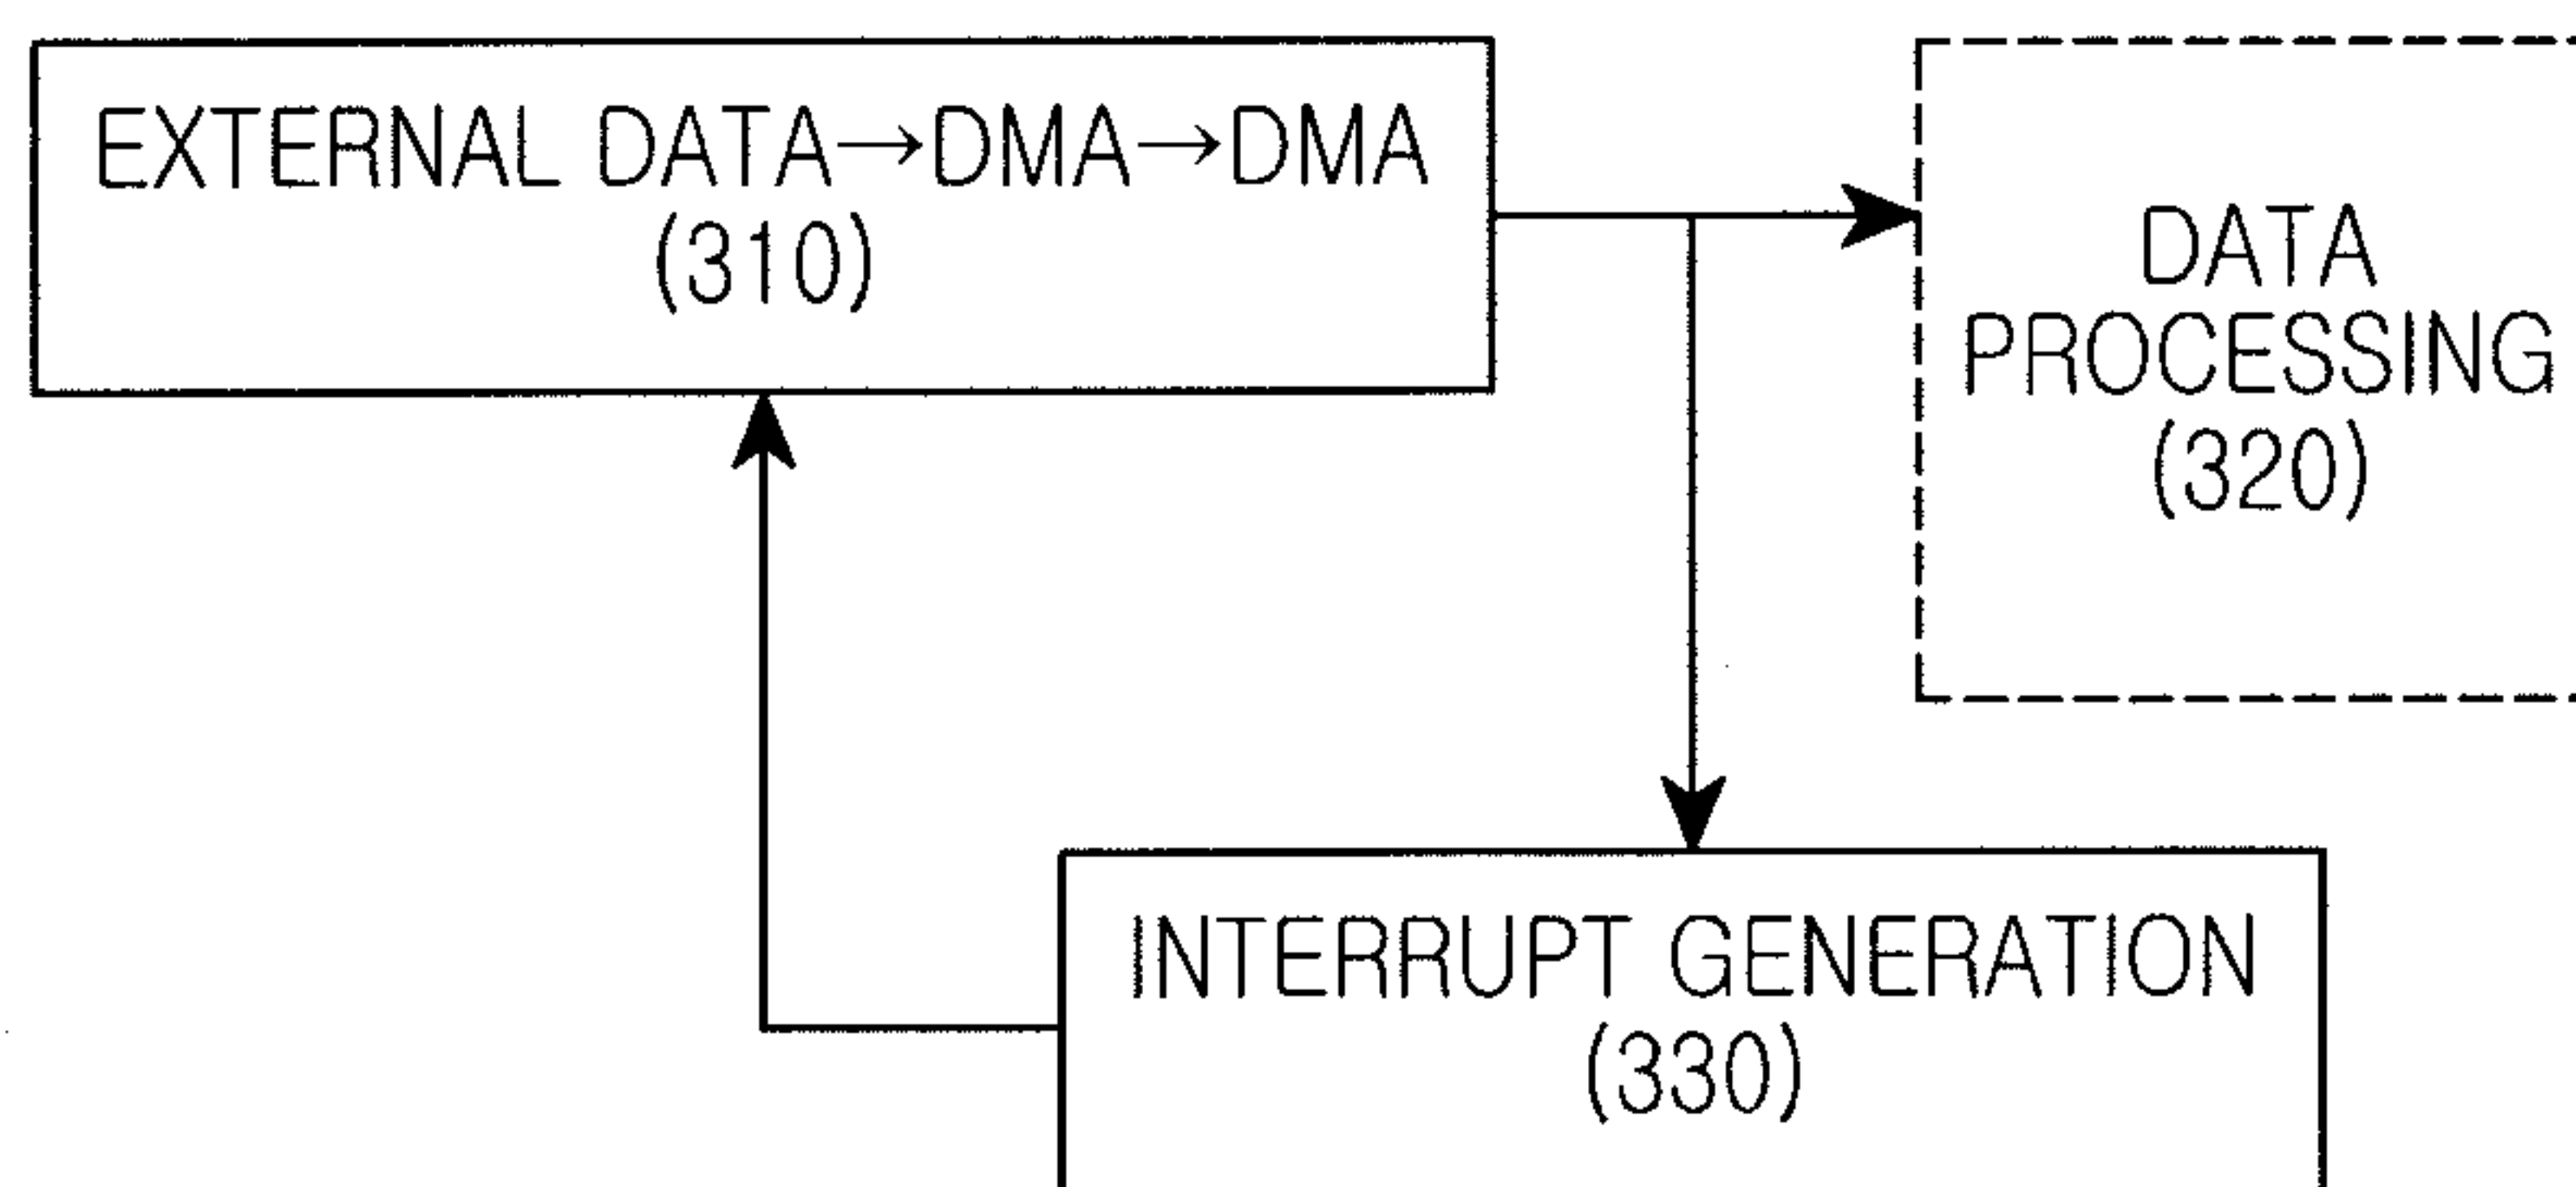 EXTERNAL DATA→DMA→DMA
(310)
DATA
PROCESSING
(320)
INTERRUPT GENERATION
(330)